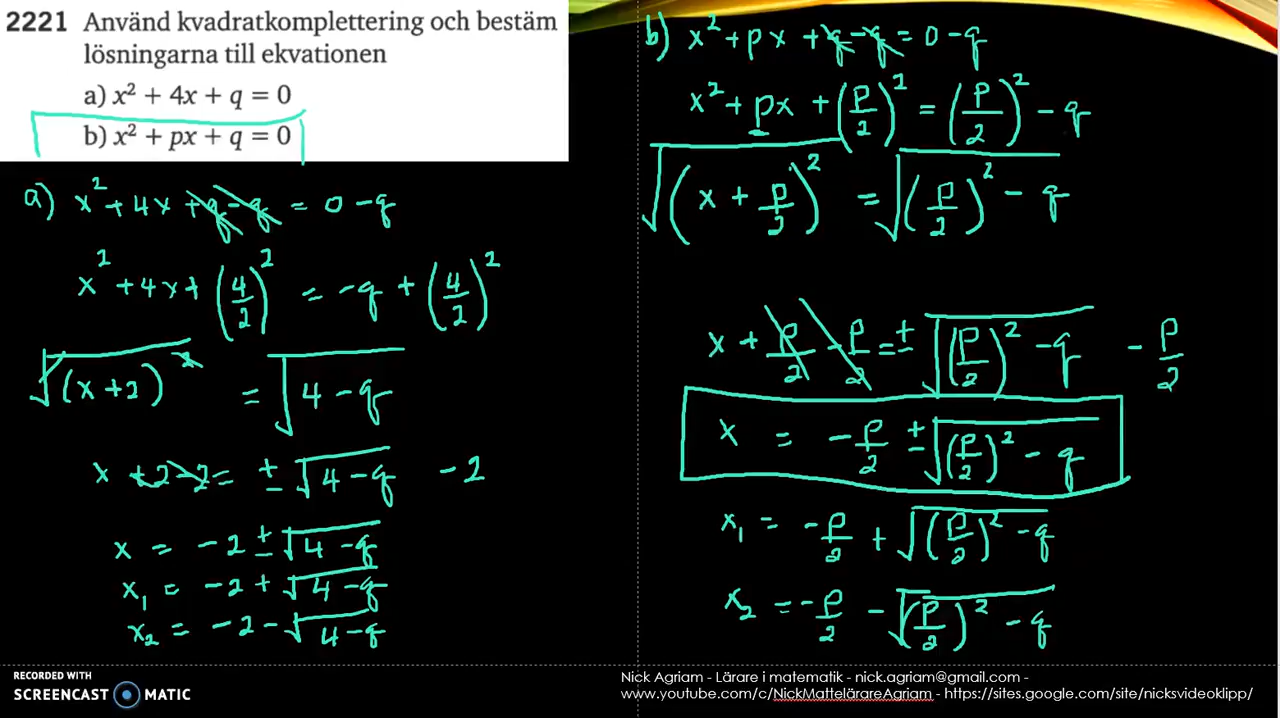 2221 Använd kvadratkomplettering och bestäm
lösningarna till ekvationen
a) x² + 4x + q = 0
b) x² + px + q = 0
a) x² + 4x + q - q = 0 - q
x² + 4x + (4/2)² = -q + (4/2)²
√(x+2)² = √4 - q
x + 2 - 2 = ± √4 - q - 2
x = -2 ± √4 - q
x₁ = -2 + √4 - q
x₂ = -2 - √4 - q
b) x² + px + q - q = 0 - q
x² + px + (p/2)² = (p/2)² - q
√(x + p/2)² = √(p/2)² - q
x + p/2 - p/2 = ± √(p/2)² - q - p/2
x = -p/2 ± √(p/2)² - q
x₁ = -p/2 + √(p/2)² - q
x₂ = -p/2 - √(p/2)² - q
RECORDED WITH
SCREENCAST MATIC
Nick Agriam - Lärare i matematik - nick.agriam@gmail.com -
www.youtube.com/c/NickMattelärareAgriam - https://sites.google.com/site/nicksvideoklipp/